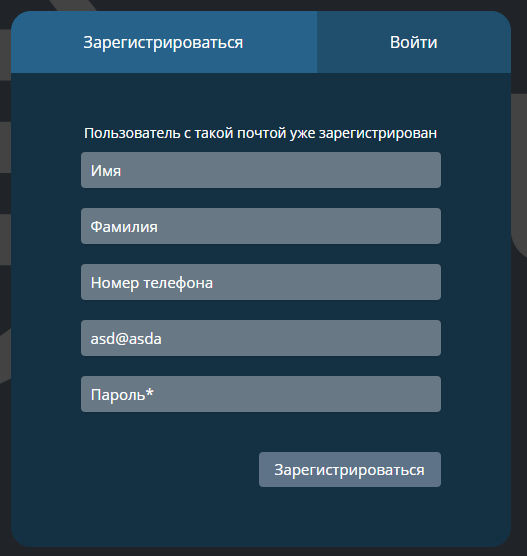 Зарегистрироваться
Войти
Пользователь с такой почтой уже зарегистрирован
Имя
Фамилия
Номер телефона
asd@asda
Пароль*
Зарегистрироваться